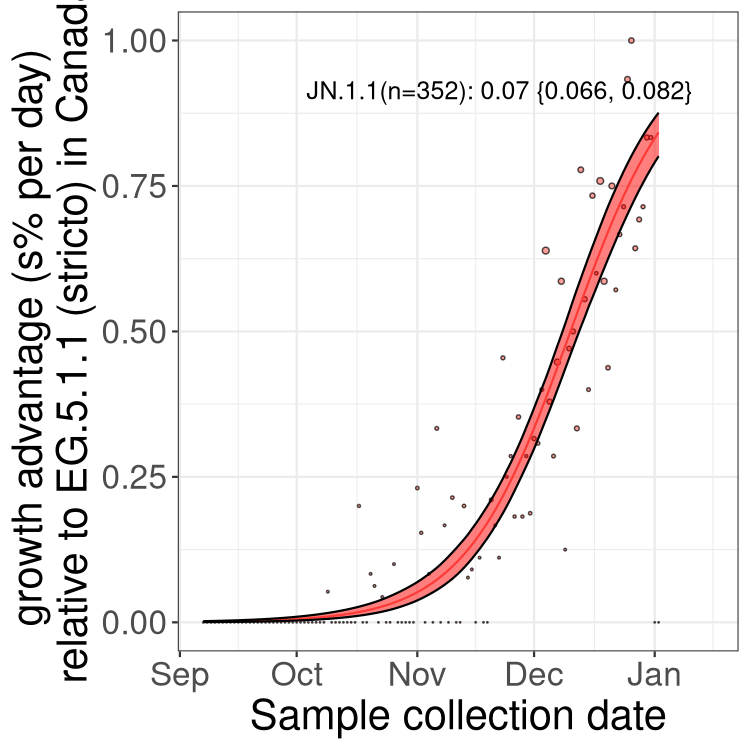 growth advantage (s% per day)
relative to EG.5.1.1 (stricto) in Canad
1.00
0.75
0.50
0.25
0.00
JN.1.1(n=352): 0.07 {0.066, 0.082}
Sep Oct Nov Dec Jan
Sample collection date